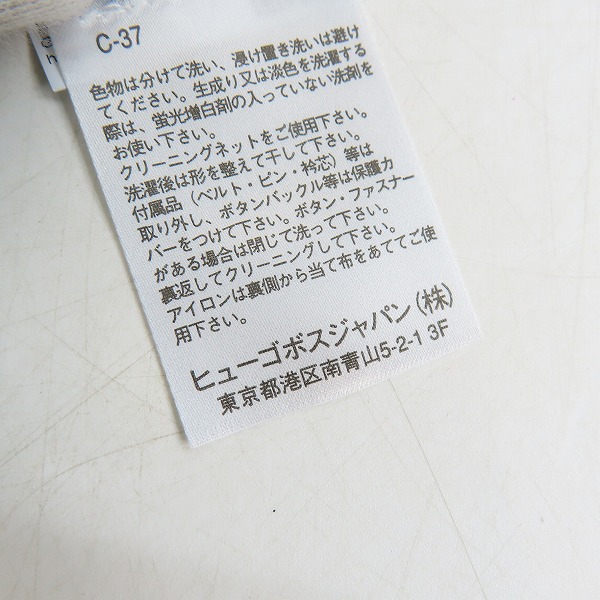 C-37
色物は分けて洗い、浸け置き洗いは避け
てください。生成り又は淡色を洗濯する
際は、蛍光増白剤の入っていない洗剤を
お使い下さい。
クリーニングネットをご使用下さい。
洗濯後は形を整えて干して下さい。
付属品（ベルト・ピン・衿芯）等は
取り外し、ボタンバックル等は保護カ
バーをつけて下さい。ボタン・ファスナー
がある場合は閉じて洗って下さい。
裏返してクリーニングして下さい。
アイロンは裏側から当て布をあててご使
用下さい。
ヒューゴボスジャパン（株）
東京都港区南青山5-2-1 3F